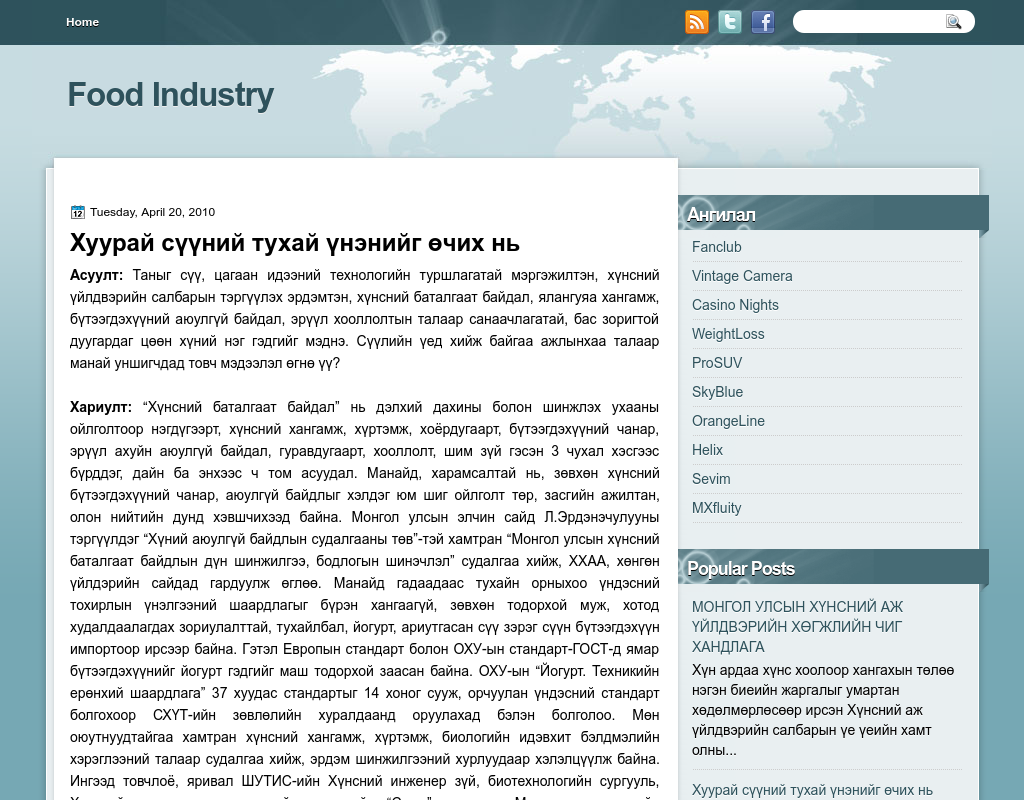 Home
Food Industry
12
Tuesday, April 20, 2010
Хуурай сүүний тухай үнэнийг өчих нь
Асуулт: Таныг сүү, цагаан идээний технологийн туршлагатай мэргэжилтэн, хүнсний
үйлдвэрийн салбарын тэргүүлэх эрдэмтэн, хүнсний баталгаат байдал, ялангуяа хангамж,
бүтээгдэхүүний аюулгүй байдал, эрүүл хооллолтын талаар санаачлагатай, бас зоригтой
дуугардаг цөөн хүний нэг гэдгийг мэднэ. Сүүлийн үед хийж байгаа ажлынхаа талаар
манай уншигчдад товч мэдээлэл өгнө үү?
Хариулт: “Хүнсний баталгаат байдал” нь дэлхий дахины болон шинжлэх ухааны
ойлголтоор нэгдүгээрт, хүнсний хангамж, хүртэмж, хоёрдугаарт, бүтээгдэхүүний чанар,
эрүүл ахуйн аюулгүй байдал, гуравдугаарт, хооллолт, шим зүй гэсэн 3 чухал хэсгээс
бүрддэг, дайн ба энхээс ч том асуудал. Манайд, харамсалтай нь, зөвхөн хүнсний
бүтээгдэхүүний чанар, аюулгүй байдлыг хэлдэг юм шиг ойлголт төр, засгийн ажилтан,
олон нийтийн дунд хэвшчихээд байна. Монгол улсын элчин сайд Л.Эрдэнэчулууны
тэргүүлдэг “Хүний аюулгүй байдлын судалгааны төв”-тэй хамтран “Монгол улсын хүнсний
баталгаат байдлын дүн шинжилгээ, бодлогын шинэчлэл” судалгаа хийж, ХХАА, хөнгөн
үйлдэрийн сайдад гардуулж өглөө. Манайд гадаадаас тухайн орныхоо үндэсний
тохирлын үнэлгээний шаардлагыг бүрэн хангаагүй, зөвхөн тодорхой муж, хотод
худалдаалагдах зориулалттай, тухайлбал, йогурт, ариутгасан сүү зэрэг сүүн бүтээгдэхүүн
импортоор ирсээр байна. Гэтэл Европын стандарт болон ОХУ-ын стандарт-ГОСТ-д ямар
бүтээгдэхүүнийг йогурт гэдгийг маш тодорхой заасан байна. ОХУ-ын “Йогурт. Техникийн
ерөнхий шаардлага” 37 хуудас стандартыг 14 хоног сууж, орчуулан үндэсний стандарт
болгохоор СХҮТ-ийн зөвлөлийн хуралдаанд оруулахад бэлэн болголоо. Мөн
оюутнуудтайгаа хамтран хүнсний хангамж, хүртэмж, биологийн идэвхит бэлдмэлийн
хэрэглээний талаар судалгаа хийж, эрдэм шинжилгээний хурлуудаар хэлэлцүүлж байна.
Ингээд товчлоё, яривал ШУТИС-ийн Хүнсний инженер зүй, биотехнологийн сургууль,
Ангилал
Fanclub
Vintage Camera
Casino Nights
WeightLoss
ProSUV
SkyBlue
OrangeLine
Helix
Sevim
MXfluity
Popular Posts
МОНГОЛ УЛСЫН ХҮНСНИЙ АЖ
ҮЙЛДВЭРИЙН ХӨГЖЛИЙН ЧИГ
ХАНДЛАГА
Хүн ардаа хүнс хоолоор хангахын төлөө
нэгэн биеийн жаргалыг умартан
хөдөлмөрлөсөөр ирсэн Хүнсний аж
үйлдвэрийн салбарын үе үеийн хамт
олны...
Хуурай сүүний тухай үнэнийг өчих нь